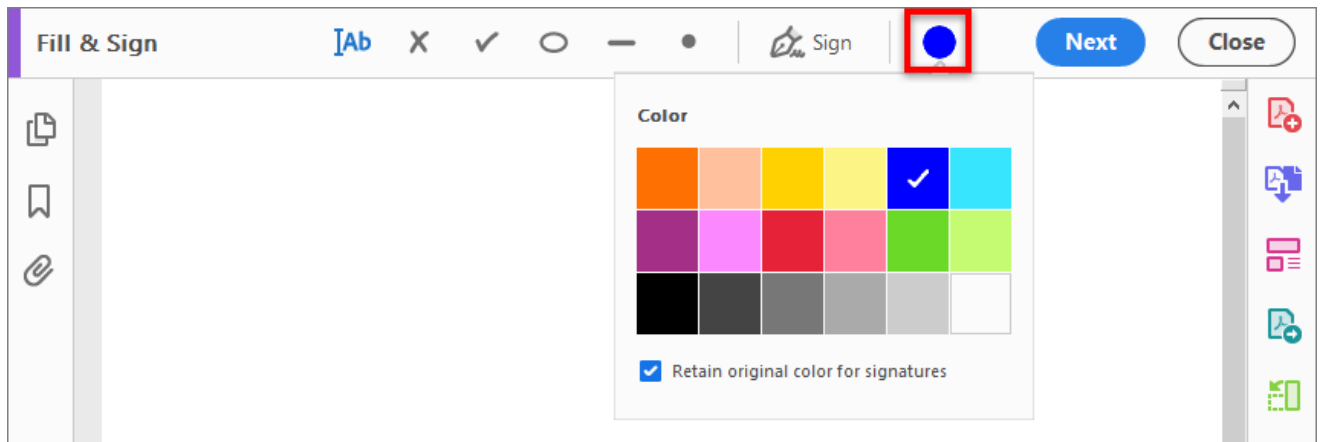 Fill & Sign
Ab
Sign
Next
Close
Color
Retain original color for signatures